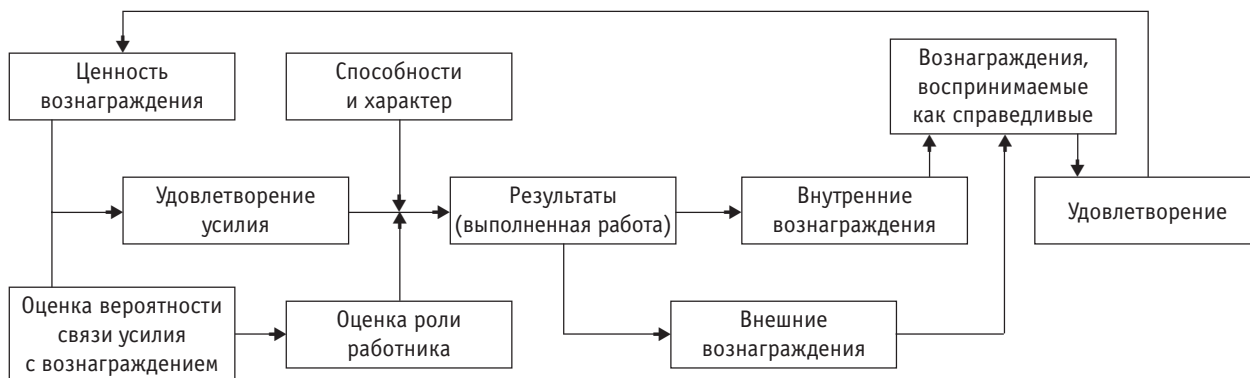 Ценность
вознаграждения
Способности
и характер
Вознаграждения,
воспринимаемые
как справедливые
Удовлетворение
усилия
Результаты
(выполненная работа)
Внутренние
вознаграждения
Удовлетворение
Оценка вероятности
связи усилия
с вознаграждением
Оценка роли
работника
Внешние
вознаграждения